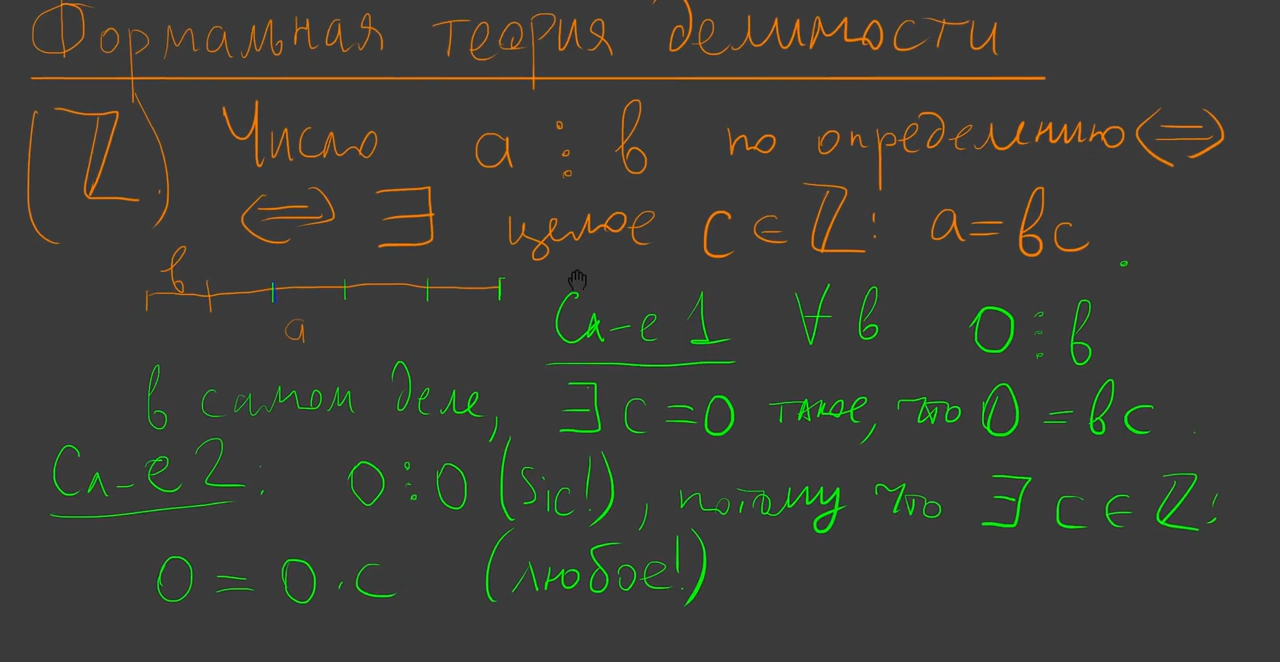 Формальная теория делимости
(ℤ) Число a ⋮ b по определению ⇔
⇔ ∃ целое c ∈ ℤ: a = bc.
b
a
Сл-е 1 ∀ b 0 ⋮ b
в самом деле, ∃ c = 0 такое, что 0 = bc.
Сл-е 2: 0 ⋮ 0 (Sic!), потому что ∃ c ∈ ℤ:
0 = 0 · c (любое!)